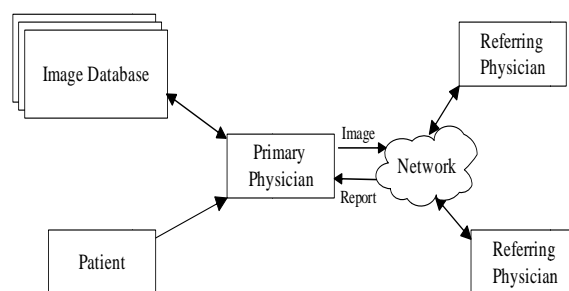 Image Database
Referring
Physician
Primary
Physician
Image
Report
Network
Patient
Referring
Physician